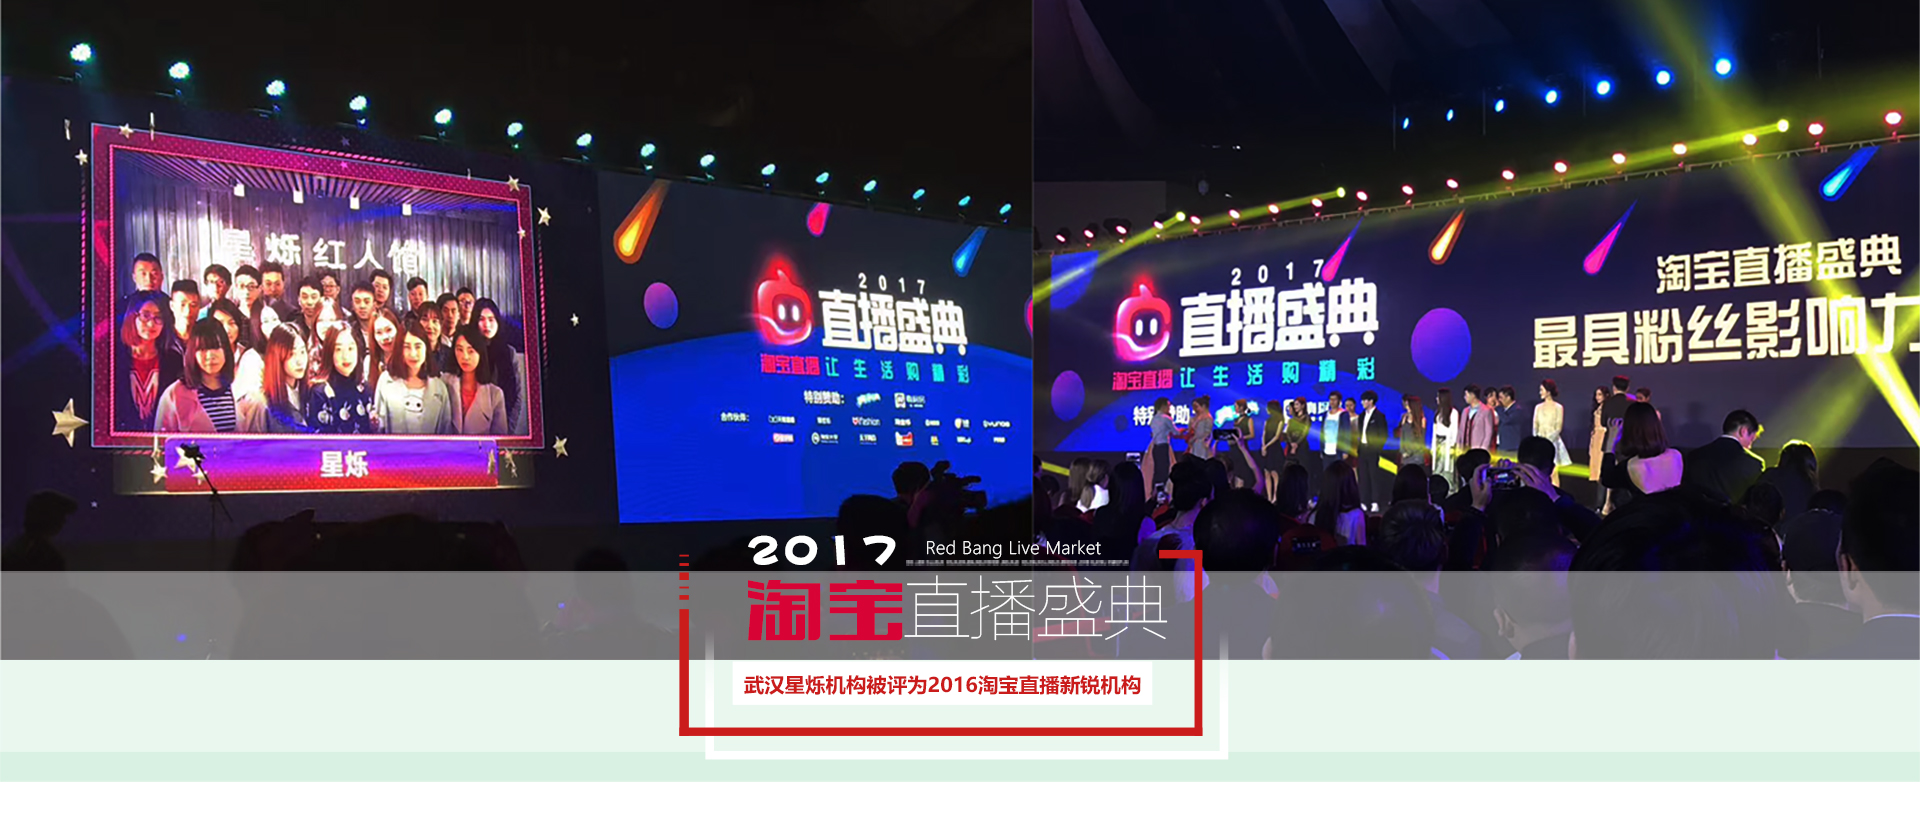 星烁红人馆
星烁
2017
直播盛典
淘宝直播 让生活购精彩
特别赞助：
合作伙伴：
2017
直播盛典
淘宝直播 让生活购精彩
特别赞助
淘宝直播盛典
最具粉丝影响力
2017 Red Bang Live Market
淘宝直播盛典
武汉星烁机构被评为2016淘宝直播新锐机构